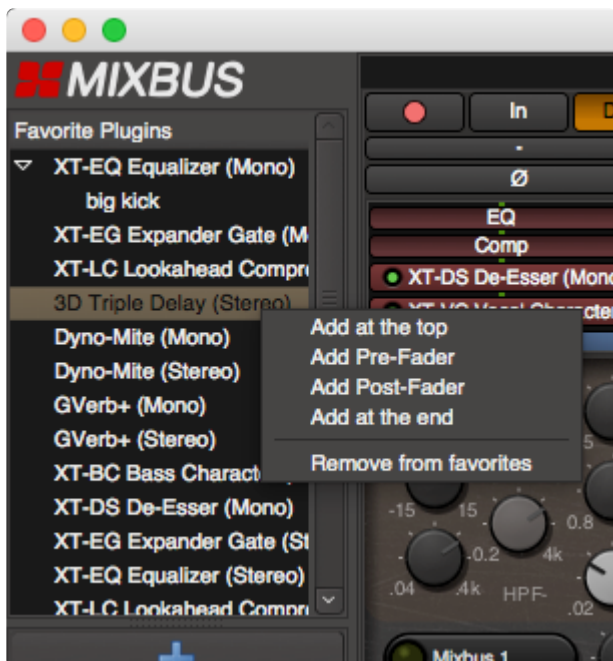 MIXBUS
Favorite Plugins
XT-EQ Equalizer (Mono)
big kick
XT-EG Expander Gate (M
XT-LC Lookahead Compr
3D Triple Delay (Stereo)
Dyno-Mite (Mono)
Dyno-Mite (Stereo)
GVerb+ (Mono)
GVerb+ (Stereo)
XT-BC Bass Charact
XT-DS De-Esser (Mono)
XT-EG Expander Gate (St
XT-EQ Equalizer (Stereo)
XT-LC Lookahead Compr
Add at the top
Add Pre-Fader
Add Post-Fader
Add at the end
Remove from favorites
In
D
-
Ø
EQ
Comp
XT-DS De-Esser (Mono
5
-15 15 0.8
-0.2 4k
.04 .4k HPF-
.02
Mixbus 1